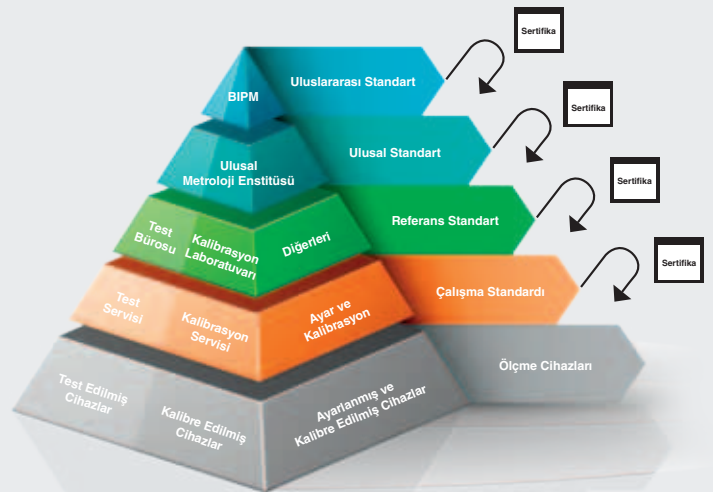 Sertifika
BIPM
Uluslararası Standart
Sertifika
Ulusal
Metroloji Enstitüsü
Ulusal Standart
Sertifika
Test
Bürosu
Kalibrasyon
Laboratuvarı
Diğerleri
Referans Standart
Sertifika
Test
Servisi
Kalibrasyon
Servisi
Ayar ve
Kalibrasyon
Çalışma Standardı
Test Edilmiş
Cihazlar
Kalibre Edilmiş
Cihazlar
Ayarlanmış ve
Kalibre Edilmiş Cihazlar
Ölçme Cihazları